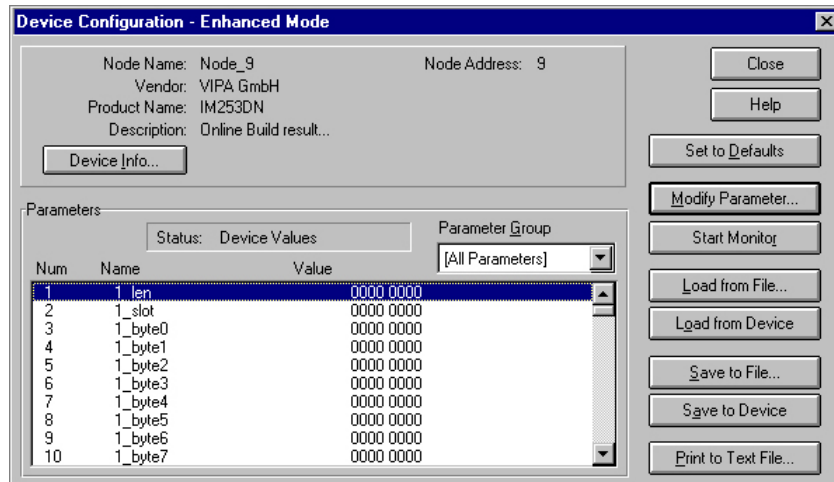 Device Configuration - Enhanced Mode
Node Name: Node_9 Node Address: 9
Vendor: VIPA GmbH
Product Name: IM253DN
Description: Online Build result...
Device Info...
Close
Help
Set to Defaults
Modify Parameter...
Start Monitor
Load from File...
Load from Device
Save to File...
Save to Device
Print to Text File...
Parameters
Status: Device Values
Parameter Group
[All Parameters]
Num Name Value
1 1_len 0000 0000
2 1_slot 0000 0000
3 1_byte0 0000 0000
4 1_byte1 0000 0000
5 1_byte2 0000 0000
6 1_byte3 0000 0000
7 1_byte4 0000 0000
8 1_byte5 0000 0000
9 1_byte6 0000 0000
10 1_byte7 0000 0000